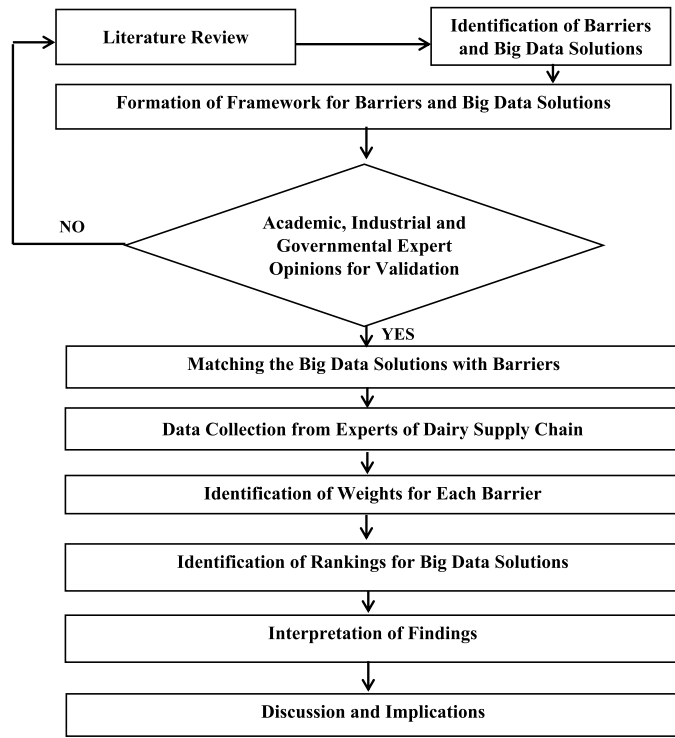 Literature Review
Identification of Barriers
and Big Data Solutions
Formation of Framework for Barriers and Big Data Solutions
Academic, Industrial and
Governmental Expert
Opinions for Validation
NO
YES
Matching the Big Data Solutions with Barriers
Data Collection from Experts of Dairy Supply Chain
Identification of Weights for Each Barrier
Identification of Rankings for Big Data Solutions
Interpretation of Findings
Discussion and Implications